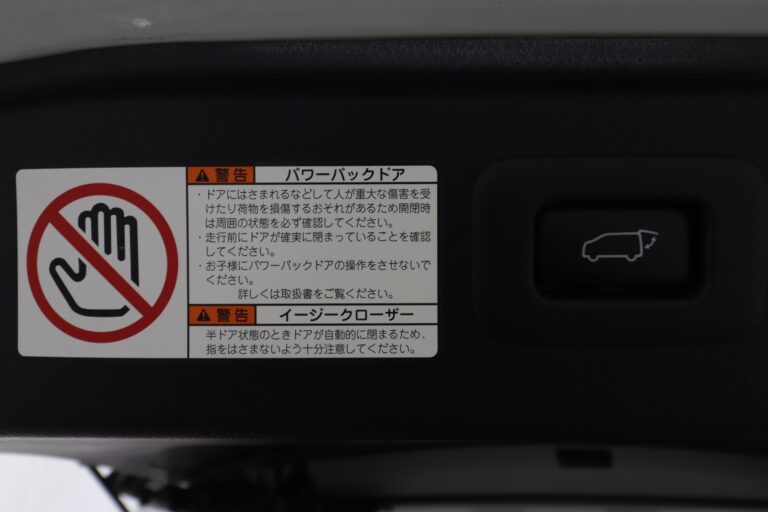 警告 パワーバックドア
・ドアにはさまれるなどして人が重大な傷害を受
けたり荷物を損傷するおそれがあるため開閉時
は周囲の状態を必ず確認してください。
・走行前にドアが確実に閉まっていることを確認
してください。
・お子様にパワーバックドアの操作をさせないで
ください。
詳しくは取扱書をご覧ください。
警告 イージークローザー
半ドア状態のときドアが自動的に閉まるため、
指をはさまないよう十分注意してください。